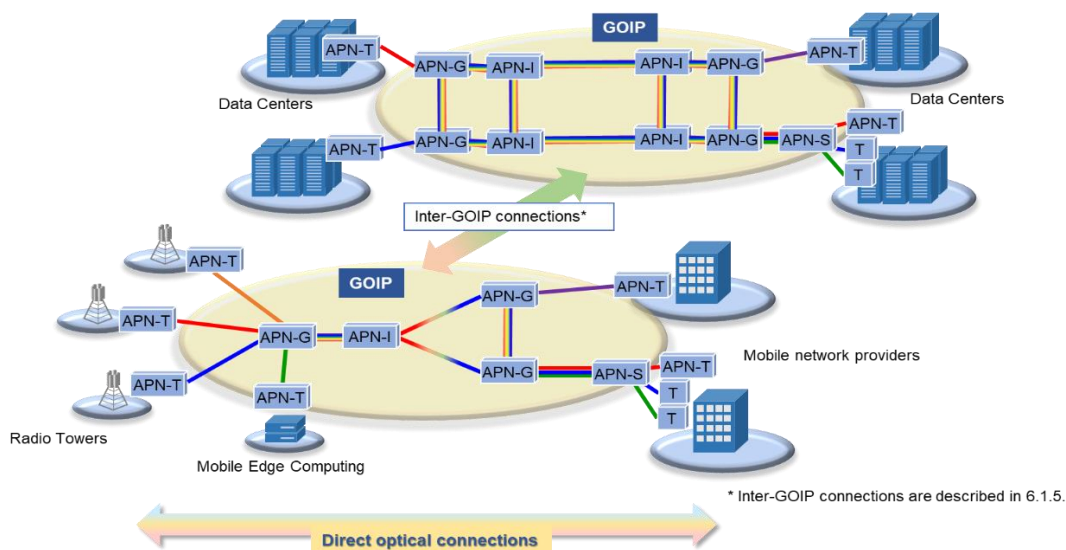 GOIP
APN-T
APN-G
APN-I
APN-I
APN-G
APN-T
Data Centers
Data Centers
APN-T
APN-G
APN-I
APN-I
APN-G
APN-S
APN-T
T
T
Inter-GOIP connections*
GOIP
APN-T
APN-T
APN-T
APN-G
APN-I
APN-G
APN-T
APN-G
APN-S
APN-T
T
T
APN-T
Mobile network providers
Radio Towers
Mobile Edge Computing
* Inter-GOIP connections are described in 6.1.5.
Direct optical connections